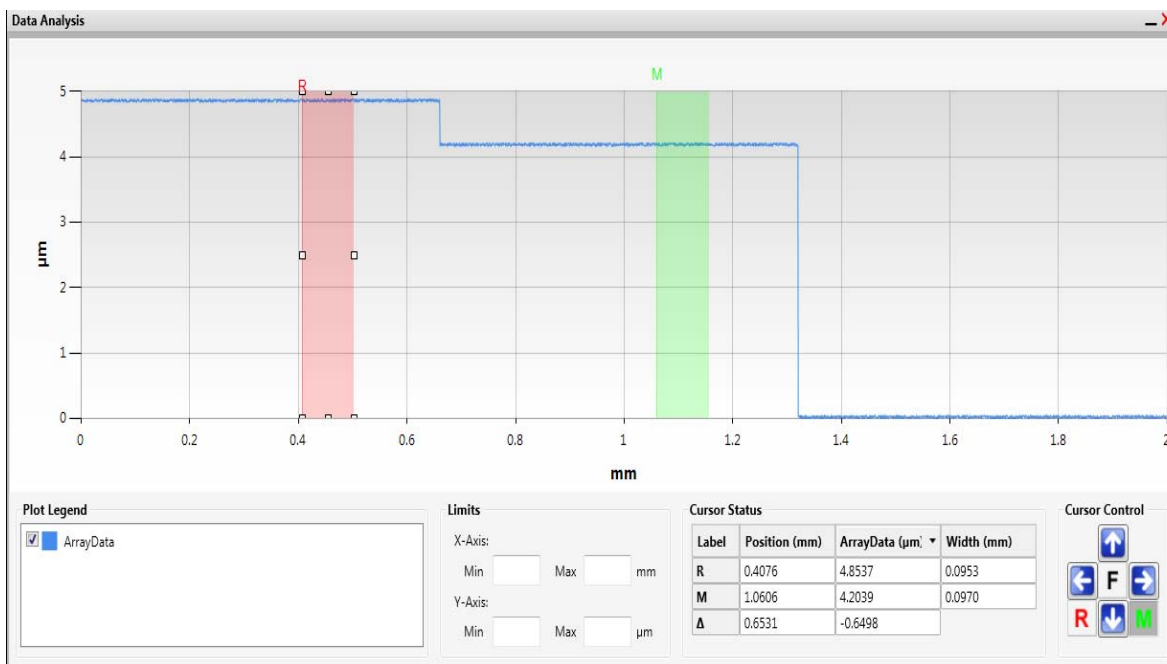 Data Analysis
R
M
5
4
3
2
1
0
µm
0 0.2 0.4 0.6 0.8 1 1.2 1.4 1.6 1.8 2
mm
Plot Legend
ArrayData
Limits
X-Axis:
Min Max mm
Y-Axis:
Min Max µm
Cursor Status
Label Position (mm) ArrayData (µm) Width (mm)
R 0.4076 4.8537 0.0953
M 1.0606 4.2039 0.0970
Δ 0.6531 -0.6498
Cursor Control
F
R M